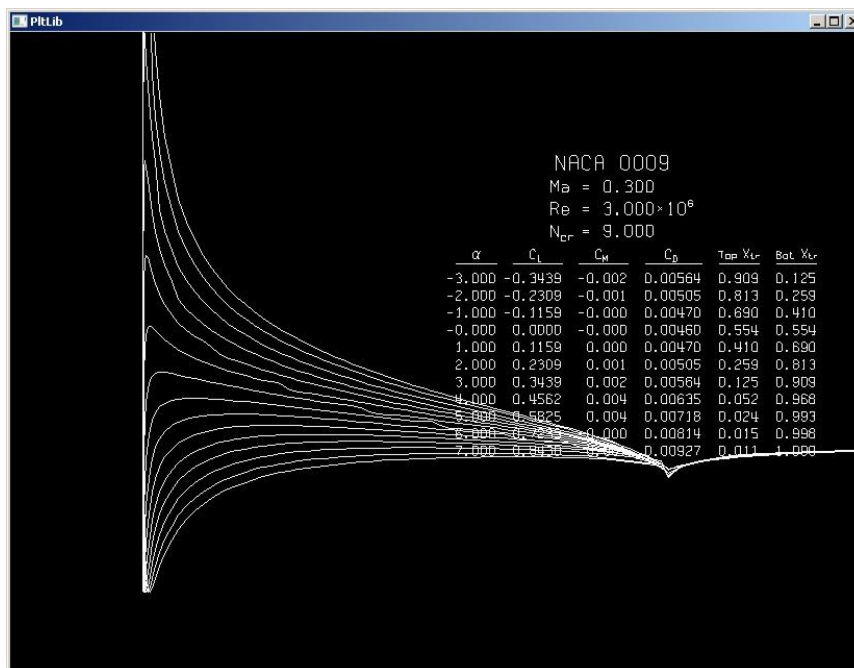 PltLib
NACA 0009
Ma = 0.300
Re = 3.000×10⁶
Ncr = 9.000
α CL CM CD Top Xtr Bot Xtr
-3.000 -0.3439 -0.002 0.00564 0.909 0.125
-2.000 -0.2309 -0.001 0.00505 0.813 0.259
-1.000 -0.1159 -0.000 0.00470 0.690 0.410
-0.000 0.0000 -0.000 0.00460 0.554 0.554
1.000 0.1159 0.000 0.00470 0.410 0.690
2.000 0.2309 0.001 0.00505 0.259 0.813
3.000 0.3439 0.002 0.00564 0.125 0.909
4.000 0.4562 0.004 0.00635 0.052 0.968
5.000 0.5825 0.004 0.00718 0.024 0.993
6.000 0.000 0.00814 0.015 0.998
7.000 0.00927 0.011 1.000